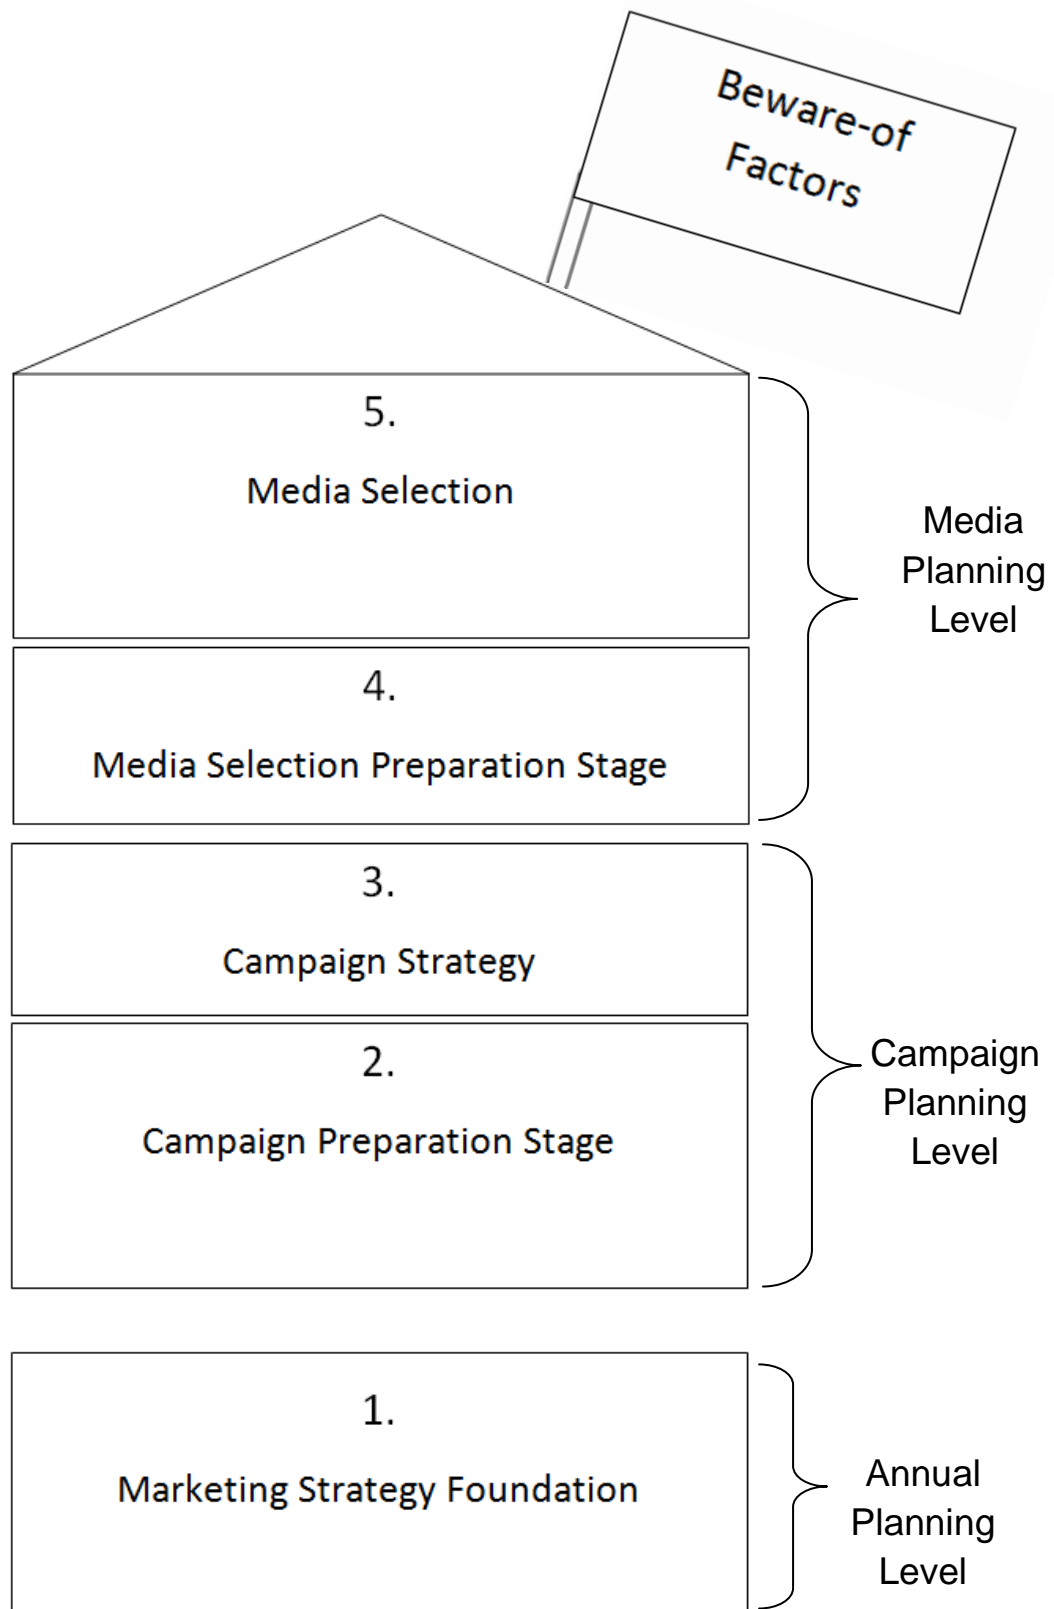 Beware-of
Factors
5.
Media Selection
Media
Planning
Level
4.
Media Selection Preparation Stage
3.
Campaign Strategy
2.
Campaign Preparation Stage
Campaign
Planning
Level
1.
Marketing Strategy Foundation
Annual
Planning
Level